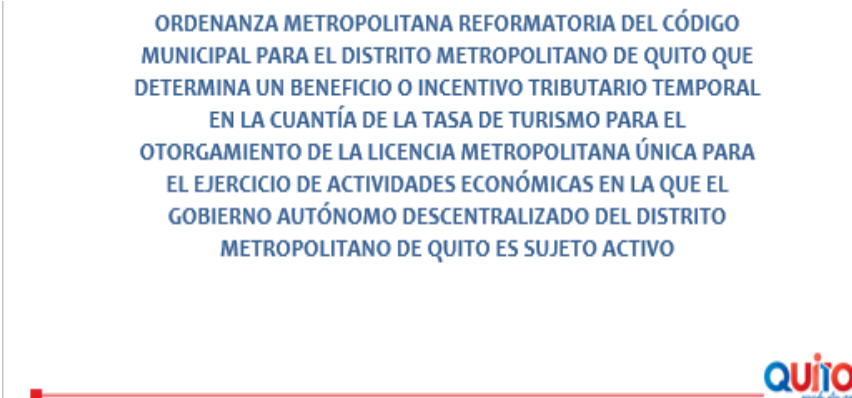 ORDENANZA METROPOLITANA REFORMATORIA DEL CÓDIGO
MUNICIPAL PARA EL DISTRITO METROPOLITANO DE QUITO QUE
DETERMINA UN BENEFICIO O INCENTIVO TRIBUTARIO TEMPORAL
EN LA CUANTÍA DE LA TASA DE TURISMO PARA EL
OTORGAMIENTO DE LA LICENCIA METROPOLITANA ÚNICA PARA
EL EJERCICIO DE ACTIVIDADES ECONÓMICAS EN LA QUE EL
GOBIERNO AUTÓNOMO DESCENTRALIZADO DEL DISTRITO
METROPOLITANO DE QUITO ES SUJETO ACTIVO
Quito